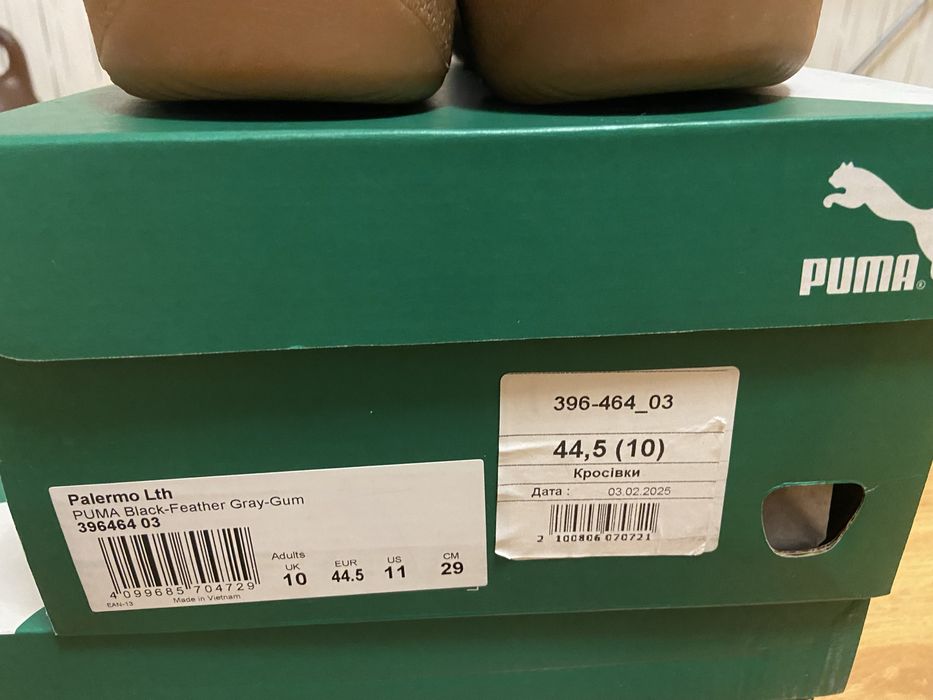 PUMA®
396-464_03
44,5 (10)
Кросівки
Дата : 03.02.2025
2 100806 070721
Palermo Lth
PUMA Black-Feather Gray-Gum
396464 03
4 099685 704729
EAN-13
Made in Vietnam
Adults
UK EUR US CM
10 44.5 11 29